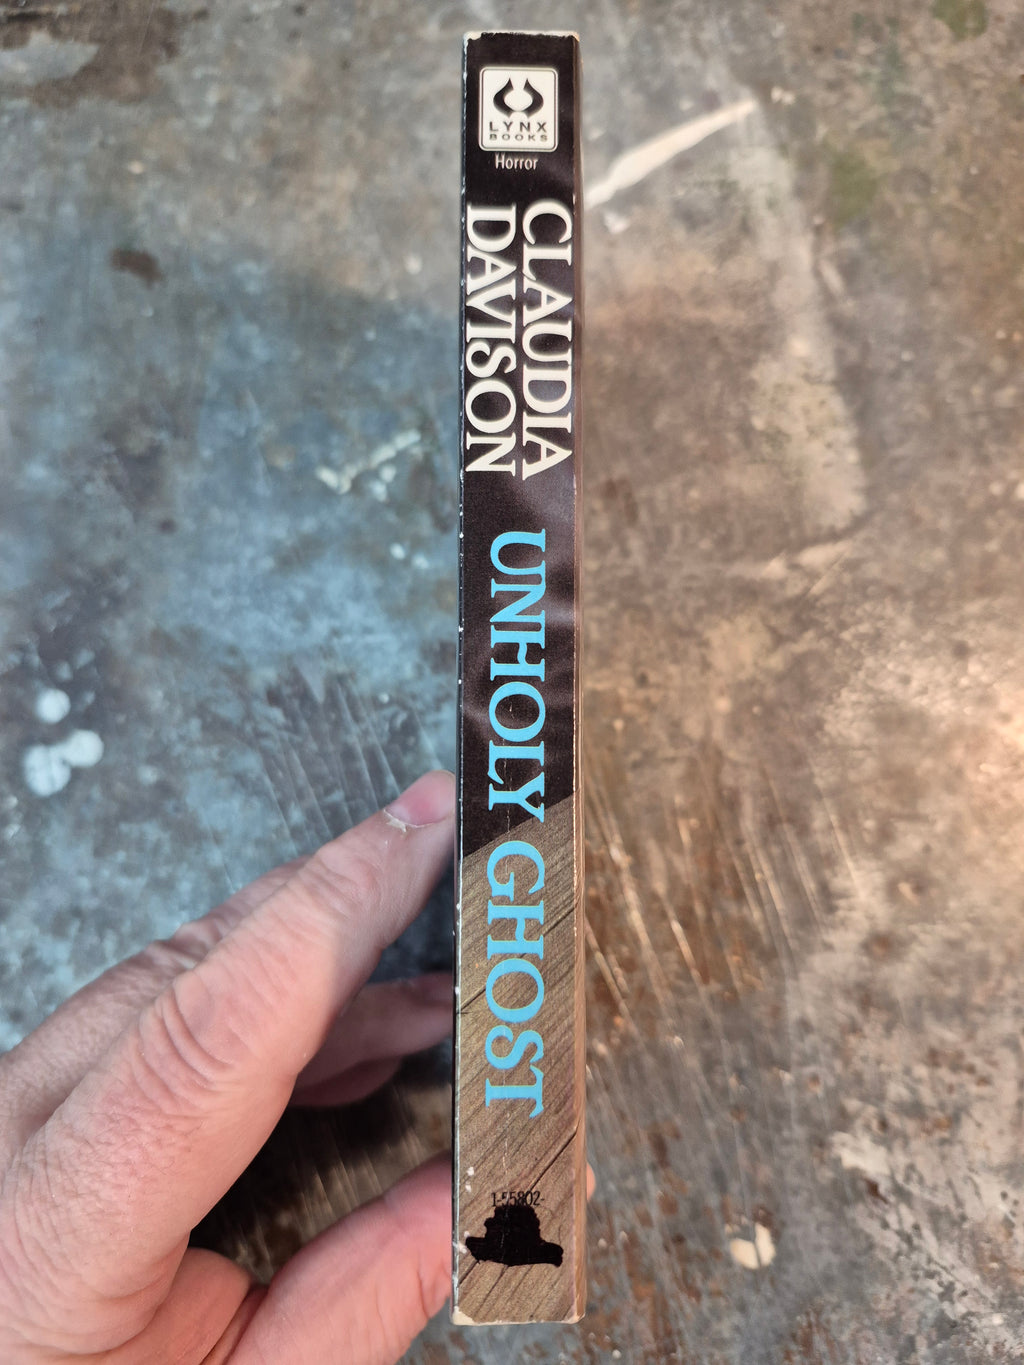 LYNX
BOOKS
Horror
CLAUDIA
DAVISON
UNHOLY GHOST
1-55802-